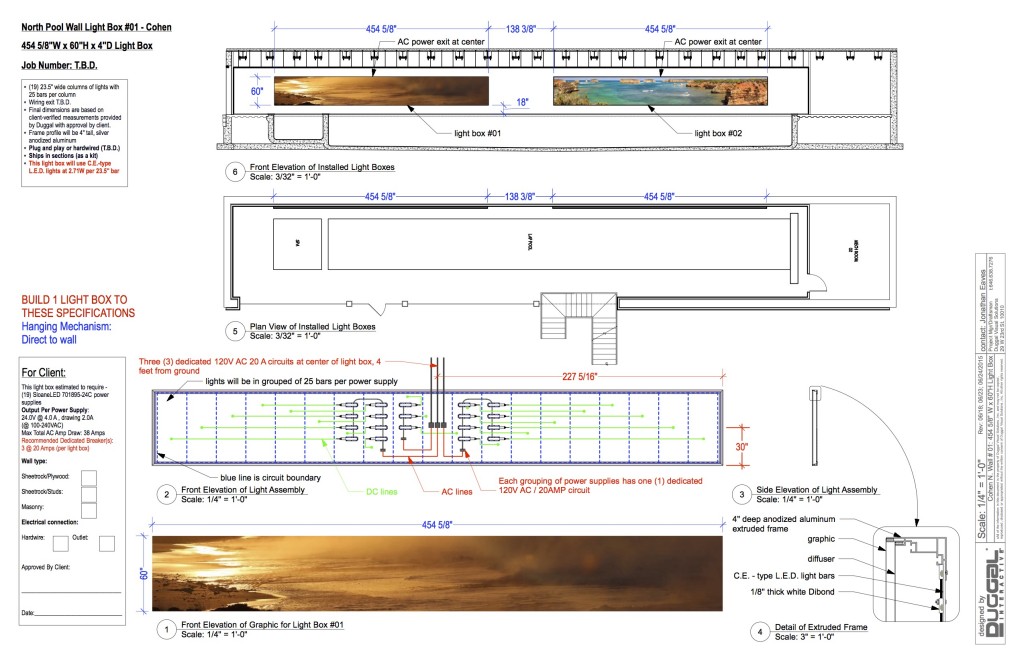 North Pool Wall Light Box #01 - Cohen
454 5/8"W x 60"H x 4"D Light Box
Job Number: T.B.D.
• (19) 23.5" wide columns of lights with
25 bars per column
• Wiring exit T.B.D.
• Final dimensions are based on
client-verified measurements provided
by Duggal with approval by client.
• Frame profile will be 4" tall, silver
anodized aluminum
• Plug and play or hardwired (T.B.D.)
• Ships in sections (as a kit)
• This light box will use C.E.-type
L.E.D. lights at 2.71W per 23.5" bar
454 5/8"
138 3/8"
454 5/8"
AC power exit at center
AC power exit at center
60"
18"
light box #01
light box #02
6
Front Elevation of Installed Light Boxes
Scale: 3/32" = 1'-0"
454 5/8"
138 3/8"
454 5/8"
SPA
LAP POOL
MECH ROOM
02
5
Plan View of Installed Light Boxes
Scale: 3/32" = 1'-0"
BUILD 1 LIGHT BOX TO
THESE SPECIFICATIONS
Hanging Mechanism:
Direct to wall
For Client:
This light box estimated to require -
(19) SloaneLED 701895-24C power
supplies
Output Per Power Supply:
24.0V @ 4.0 A , drawing 2.0A
(@ 100-240VAC)
Max Total AC Amp Draw: 38 Amps
Recommended Dedicated Breaker(s):
3 @ 20 Amps (per light box)
Wall type:
Sheetrock/Plywood:
Sheetrock/Studs:
Masonry:
Electrical connection:
Hardwire:
Outlet:
Approved By Client:
Date:
Three (3) dedicated 120V AC 20 A circuits at center of light box, 4
feet from ground
lights will be in grouped of 25 bars per power supply
227 5/16"
30"
blue line is circuit boundary
DC lines
AC lines
Each grouping of power supplies has one (1) dedicated
120V AC / 20AMP circuit
2
Front Elevation of Light Assembly
Scale: 1/4" = 1'-0"
3
Side Elevation of Light Assembly
Scale: 1/4" = 1'-0"
454 5/8"
60"
1
Front Elevation of Graphic for Light Box #01
Scale: 1/4" = 1'-0"
4" deep anodized aluminum
extruded frame
graphic
diffuser
C.E. - type L.E.D. light bars
1/8" thick white Dibond
4
Detail of Extruded Frame
Scale: 3" = 1'-0"
contact: Jonathan Eaves
Project Mgr/Draftsman
Duggal Visual Solutions
29 W 23rd St. 10010
Scale: 1/4" = 1'-0"
Cohen N. Wall # 01: 454 5/8" W x 60"H Light Box
designed by
DUGGAL
INTERACTIVE